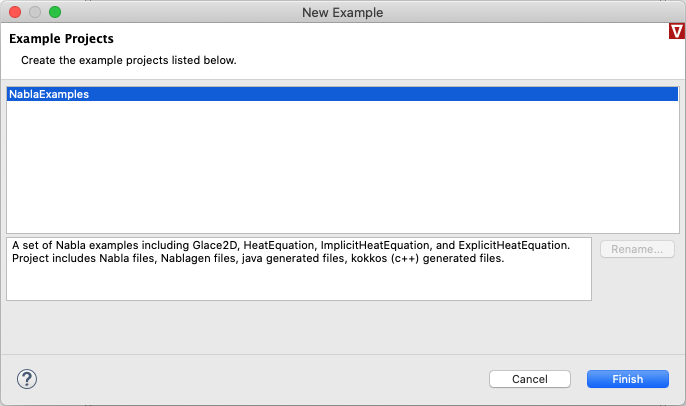 New Example
Example Projects
Create the example projects listed below.
NablaExamples
A set of Nabla examples including Glace2D, HeatEquation, ImplicitHeatEquation, and ExplicitHeatEquation.
Project includes Nabla files, Nablagen files, java generated files, kokkos (c++) generated files.
Rename...
?
Cancel
Finish